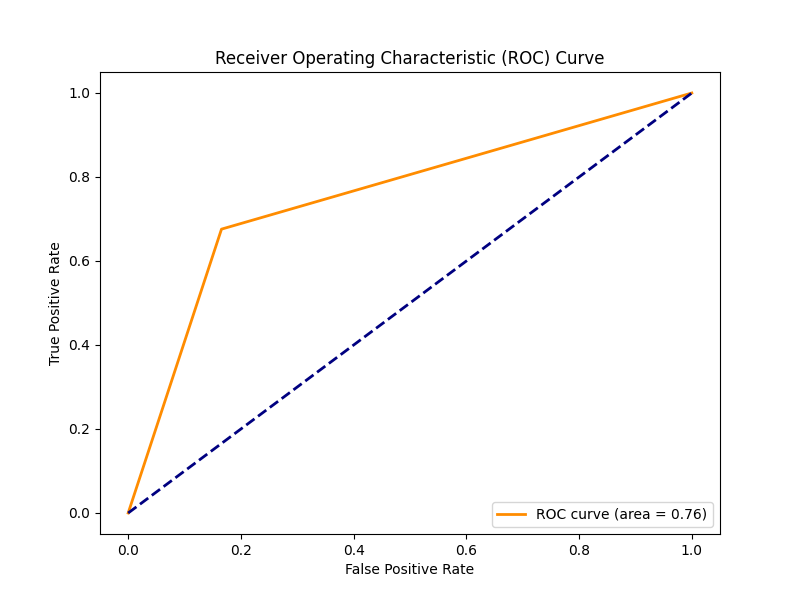 Receiver Operating Characteristic (ROC) Curve
1.0
0.8
0.6
0.4
0.2
0.0
True Positive Rate
ROC curve (area = 0.76)
0.0 0.2 0.4 0.6 0.8 1.0
False Positive Rate